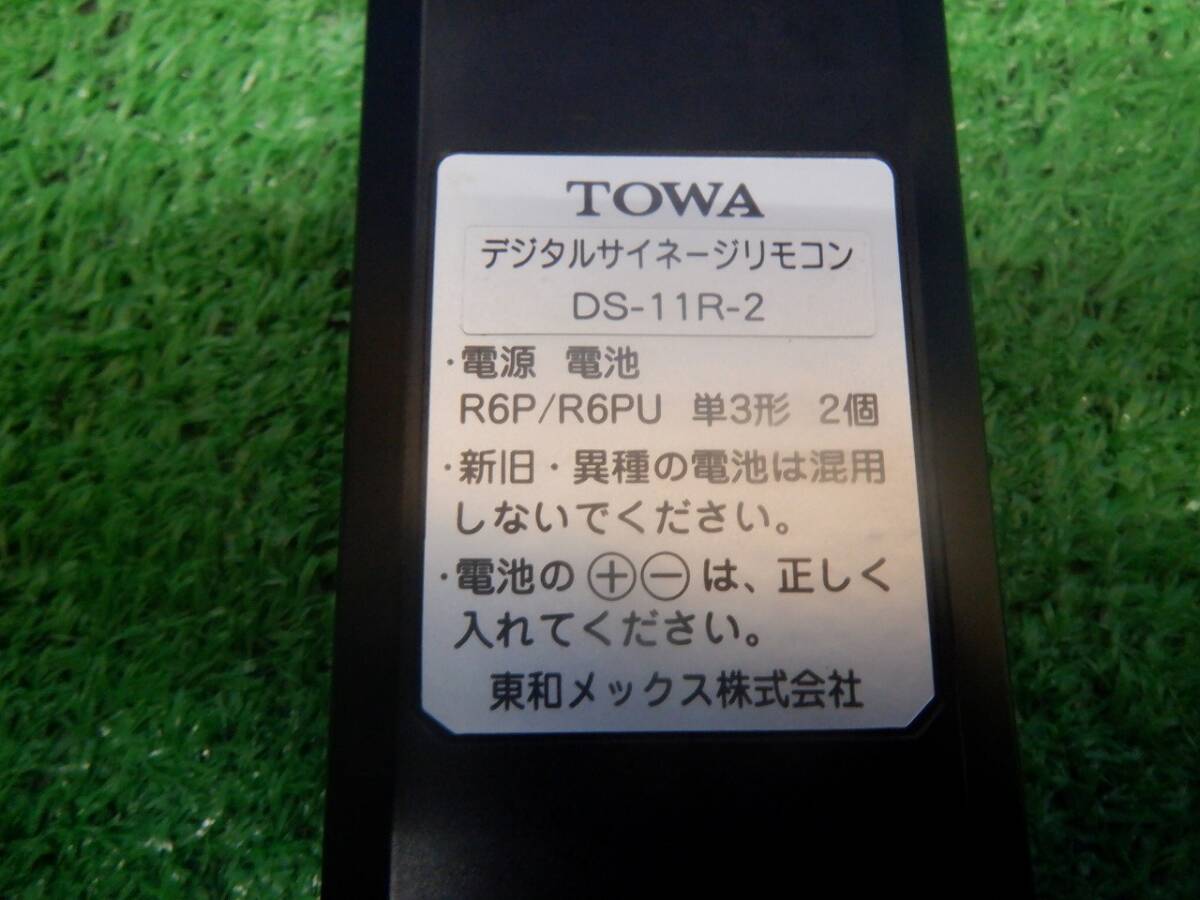 TOWA
デジタルサイネージリモコン
DS-11R-2
・電源 電池
R6P/R6PU 単3形 2個
・新旧・異種の電池は混用
しないでください。
・電池の⊕⊖は、正しく
入れてください。
東和メックス株式会社